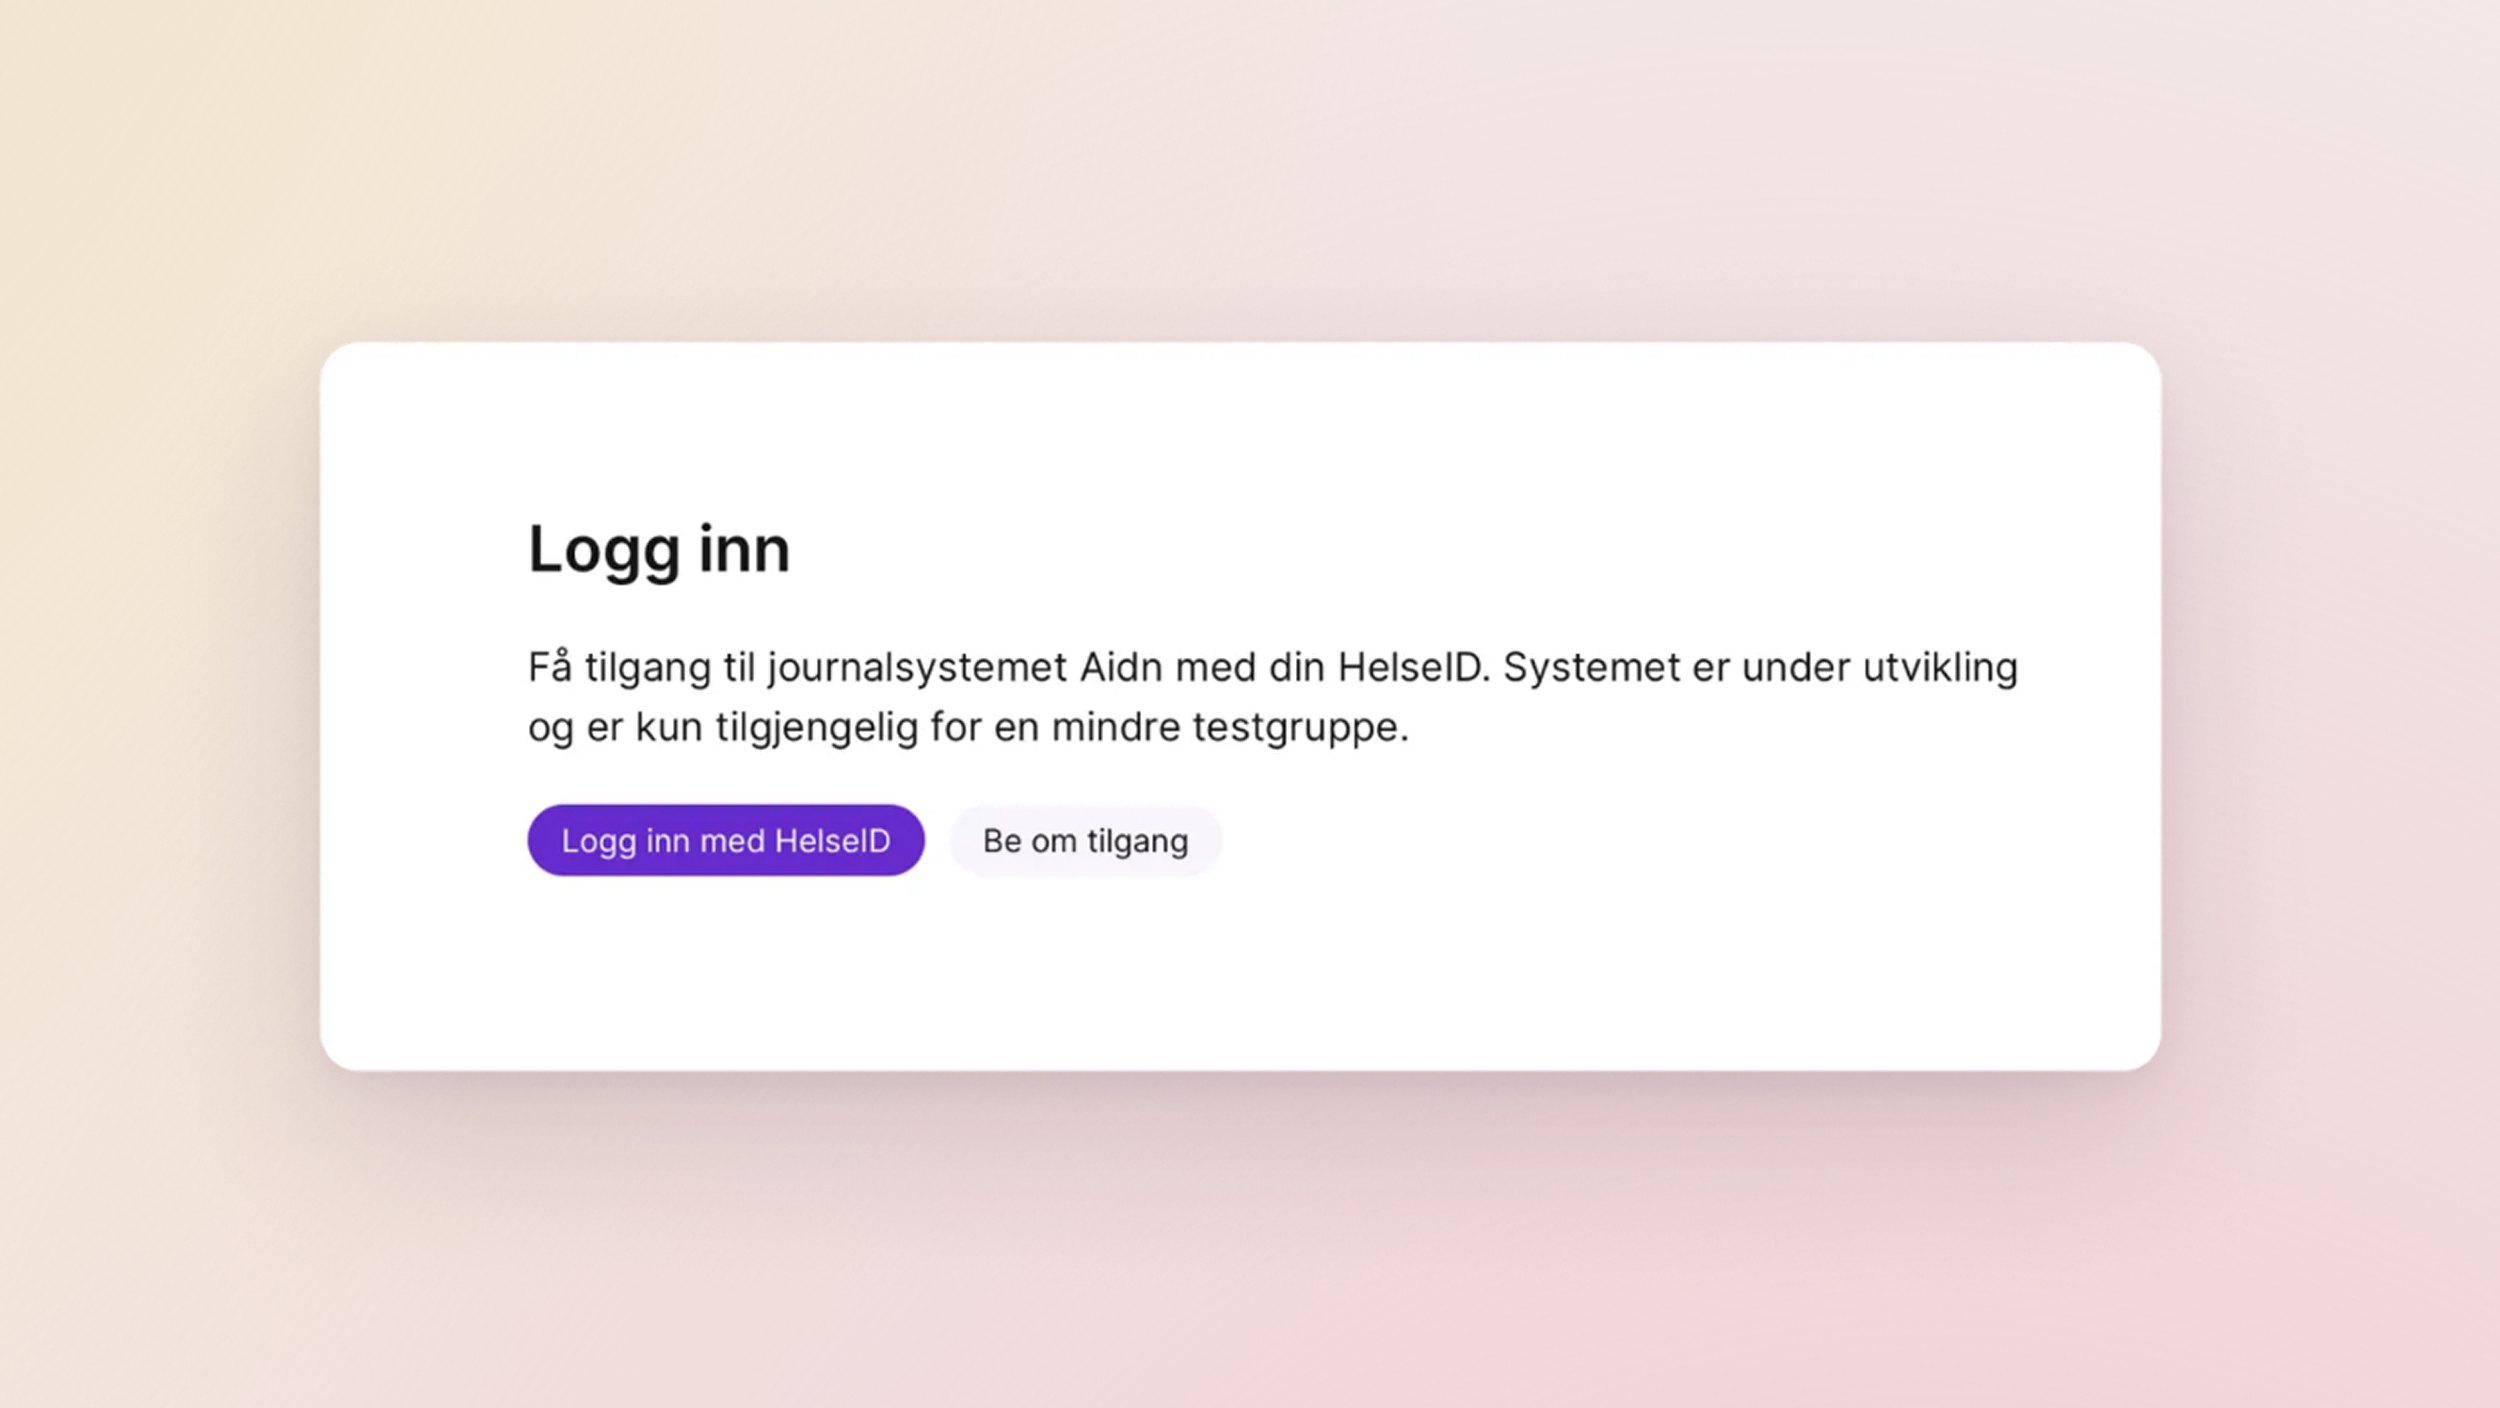 Logg inn
Få tilgang til journalsystemet Aidn med din HelseID. Systemet er under utvikling
og er kun tilgjengelig for en mindre testgruppe.
Logg inn med HelseID
Be om tilgang